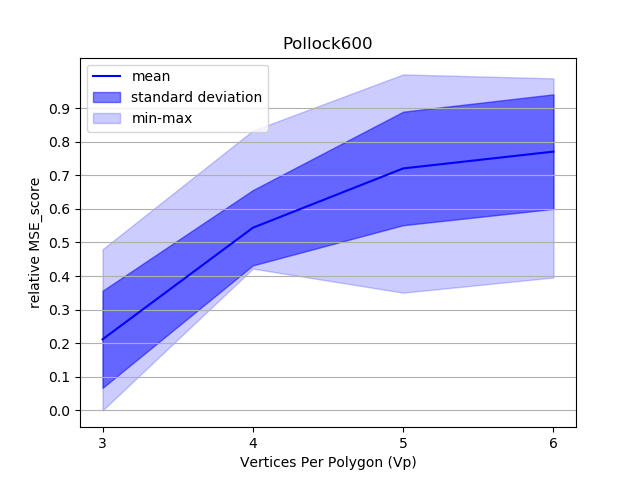 Pollock600
mean
standard deviation
min-max
relative MSE_score
0.9
0.8
0.7
0.6
0.5
0.4
0.3
0.2
0.1
0.0
3 4 5 6
Vertices Per Polygon (Vp)